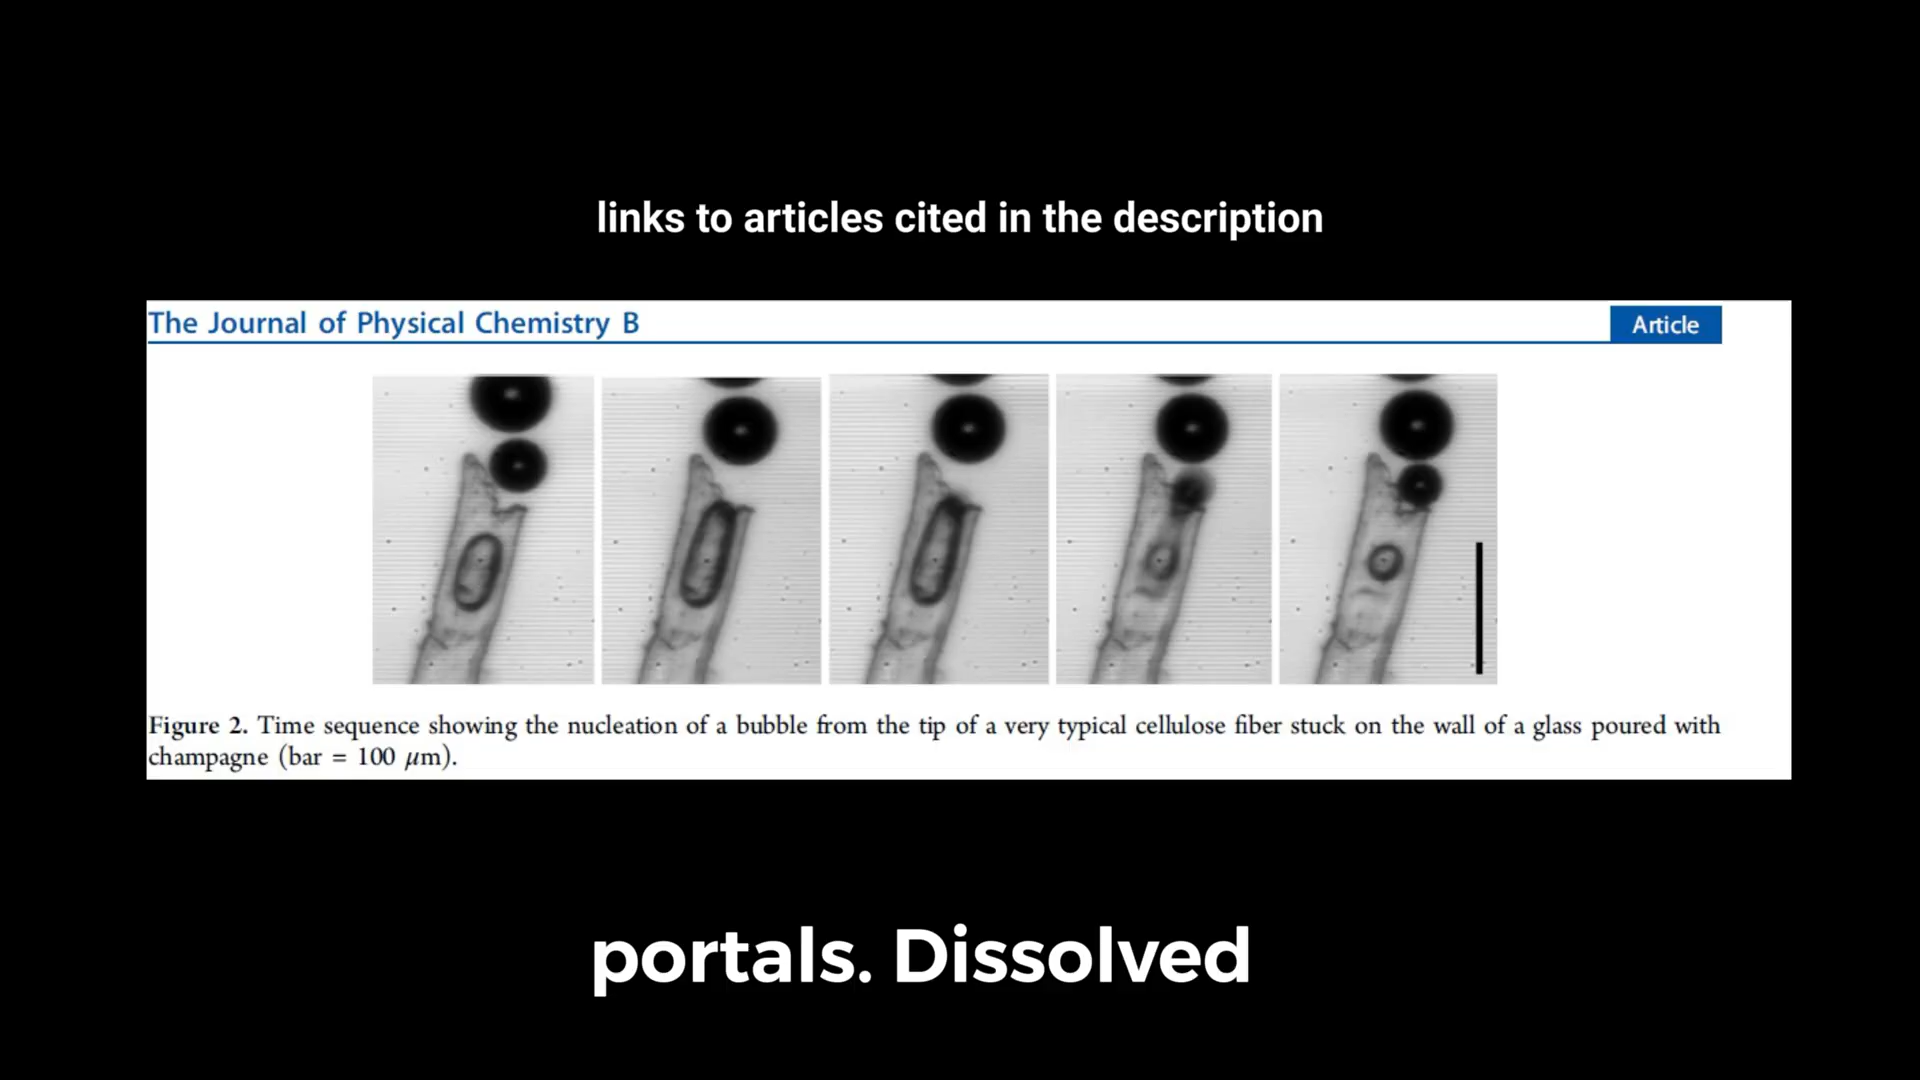 links to articles cited in the description
The Journal of Physical Chemistry B
Article
Figure 2. Time sequence showing the nucleation of a bubble from the tip of a very typical cellulose fiber stuck on the wall of a glass poured with
champagne (bar = 100 μm).
portals. Dissolved